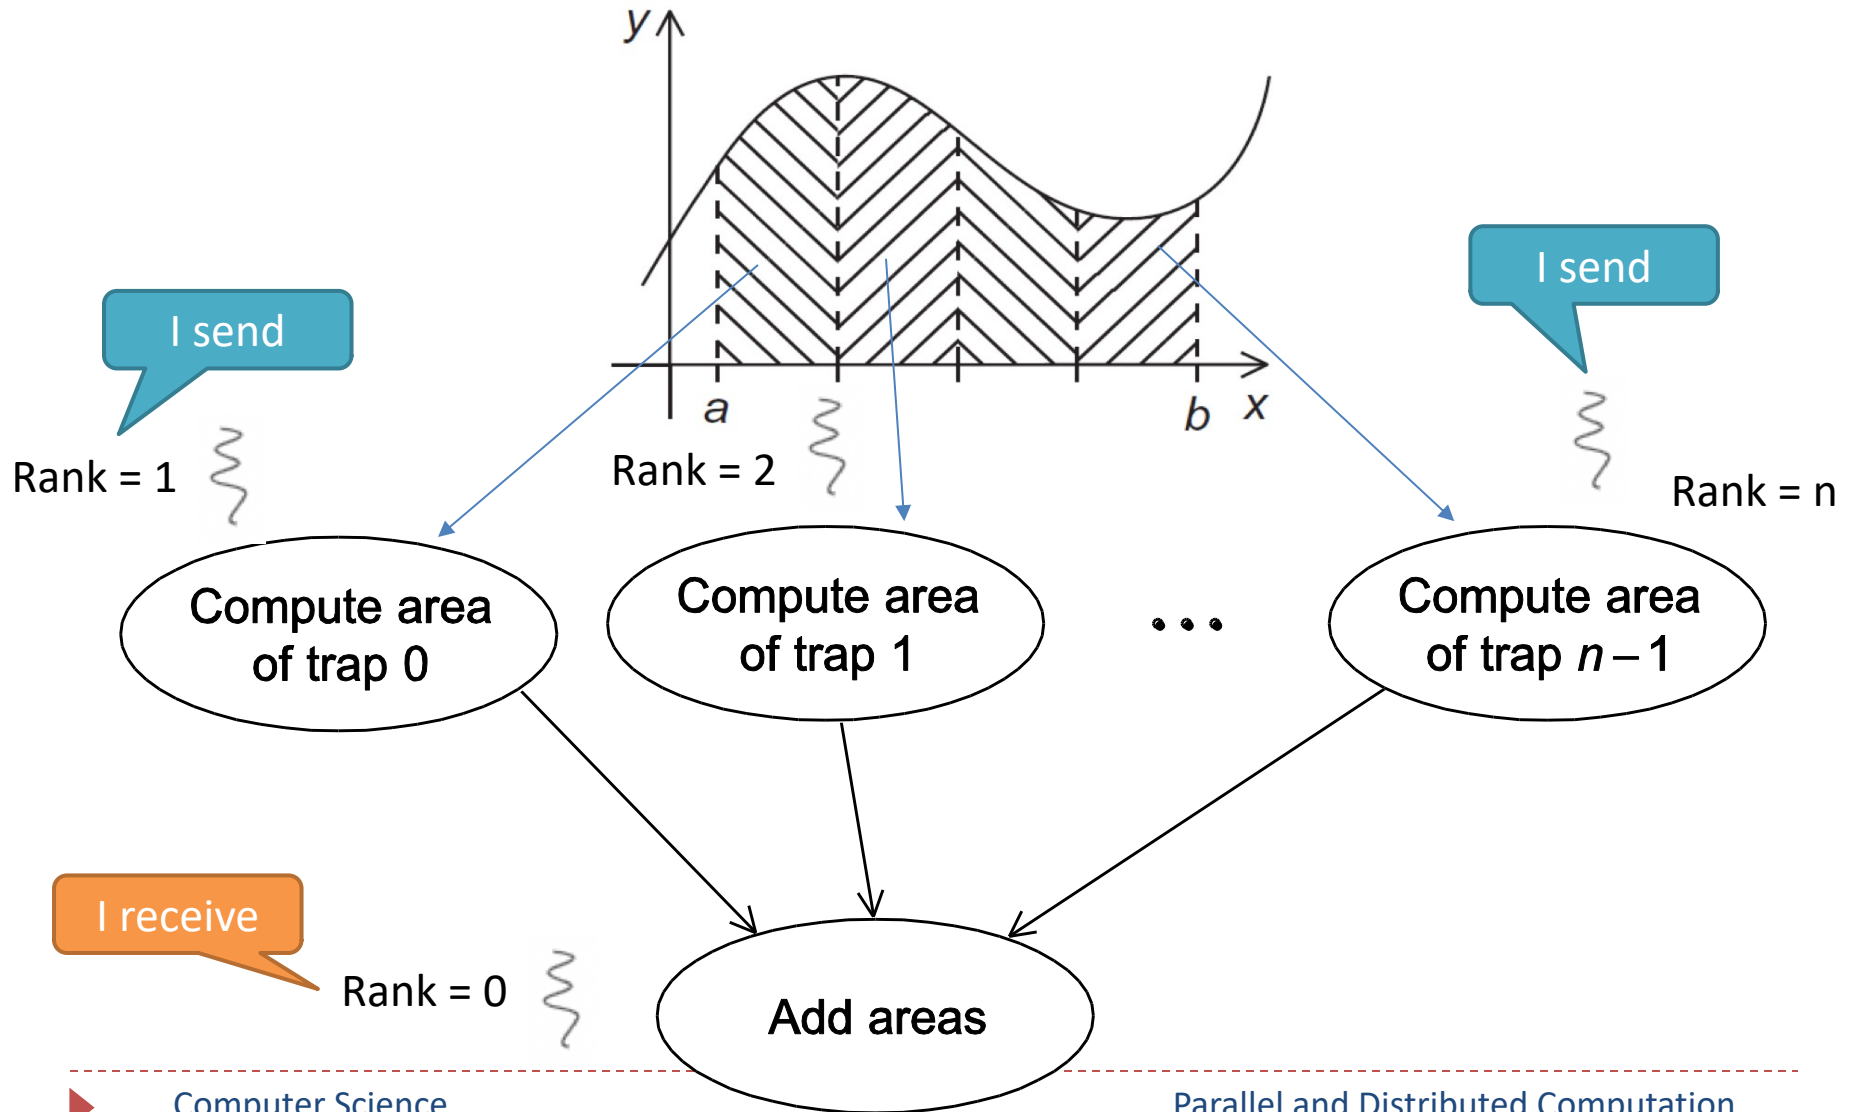 y
I send
I send
a
b
x
Rank = 1
Rank = 2
Rank = n
Compute area
of trap 0
Compute area
of trap 1
• • •
Compute area
of trap n – 1
I receive
Rank = 0
Add areas
Computer Science
Parallel and Distributed Computation